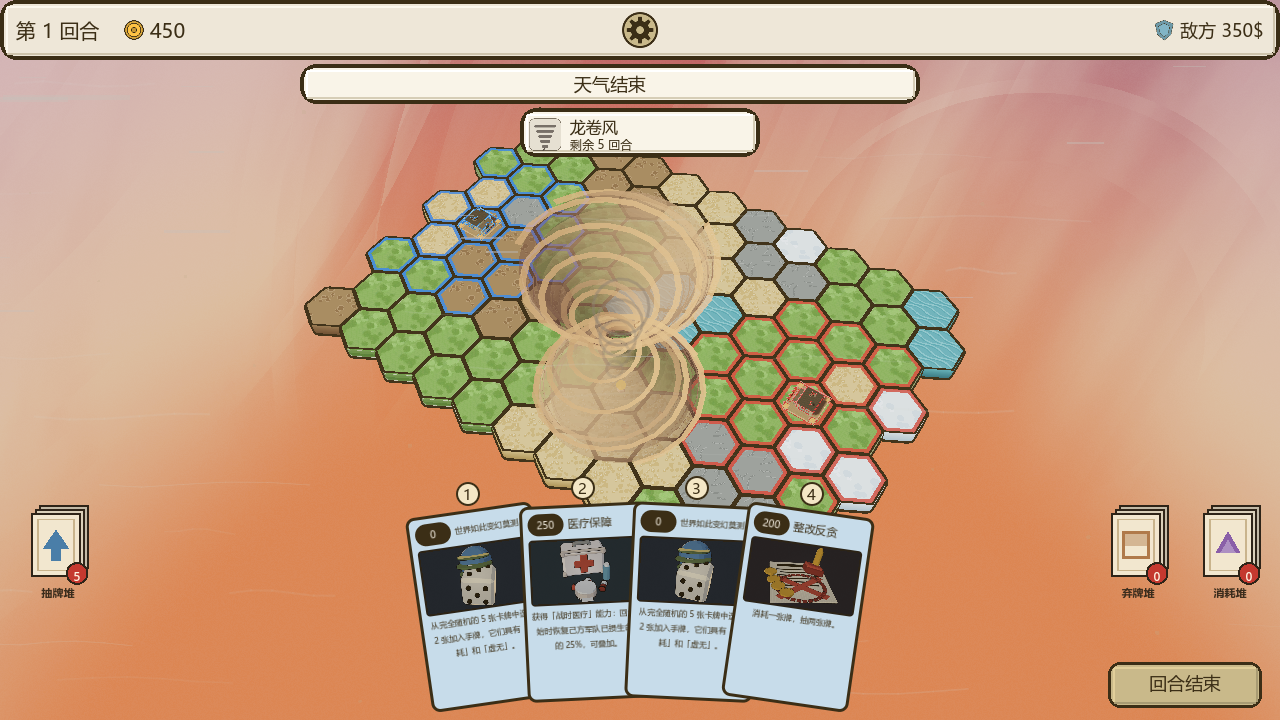 第 1 回合
450
敌方 350$
天气结束
龙卷风
剩余 5 回合
1
2
3
4
0
世界如此变幻莫测
从完全随机的 5 张卡牌中选
2 张加入手牌，它们具有
耗」和「虚无」。
250 医疗保障
获得「战时医疗」能力：回
始时恢复己方军队已损生
的 25%，可叠加。
0
世界如此变幻莫测
从完全随机的 5 张卡牌中
2 张加入手牌，它们具有
耗」和「虚无」。
200 整改反贪
消耗一张牌，抽两张牌。
5
抽牌堆
0
弃牌堆
0
消耗堆
回合结束